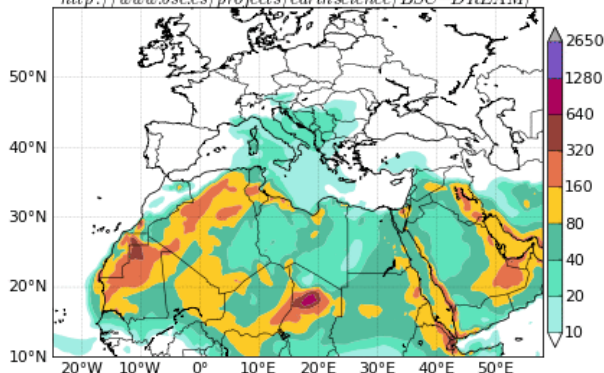 http://www.bsc.es/projects/earthscience/BSC-DREAM/
50°N
40°N
30°N
20°N
10°N
20°W 10°W 0° 10°E 20°E 30°E 40°E 50°E
2650
1280
640
320
160
80
40
20
10